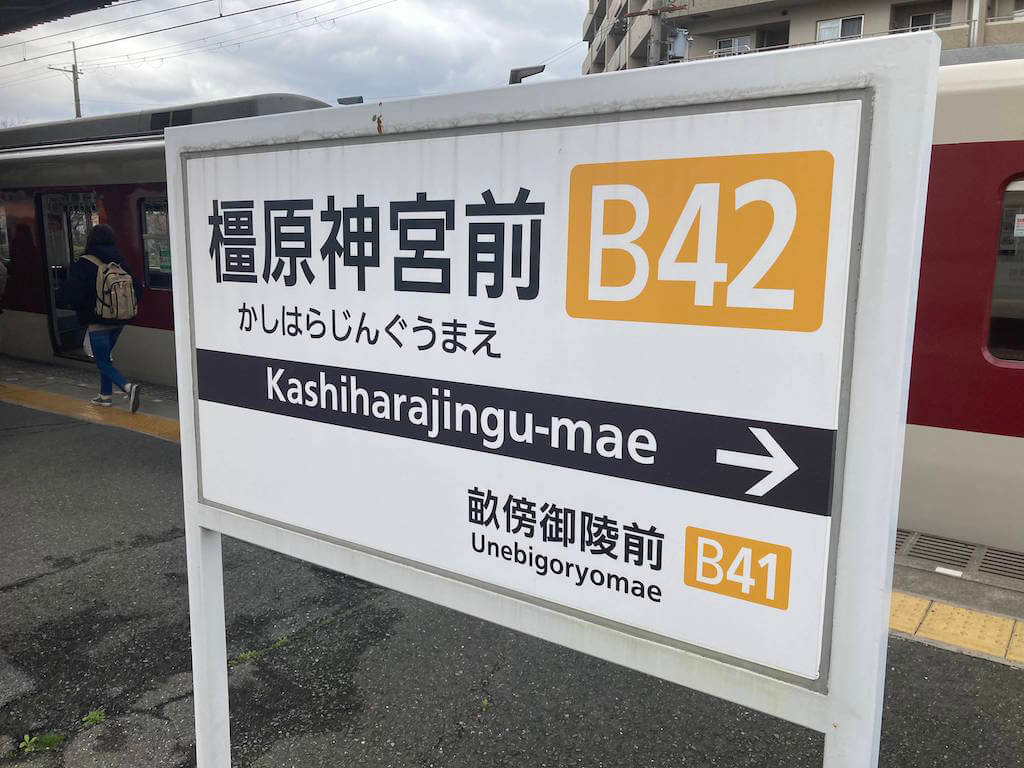 橿原神宮前 B42
かしはらじんぐうまえ
Kashiharajingu-mae →
畝傍御陵前 B41
Unebigoryomae